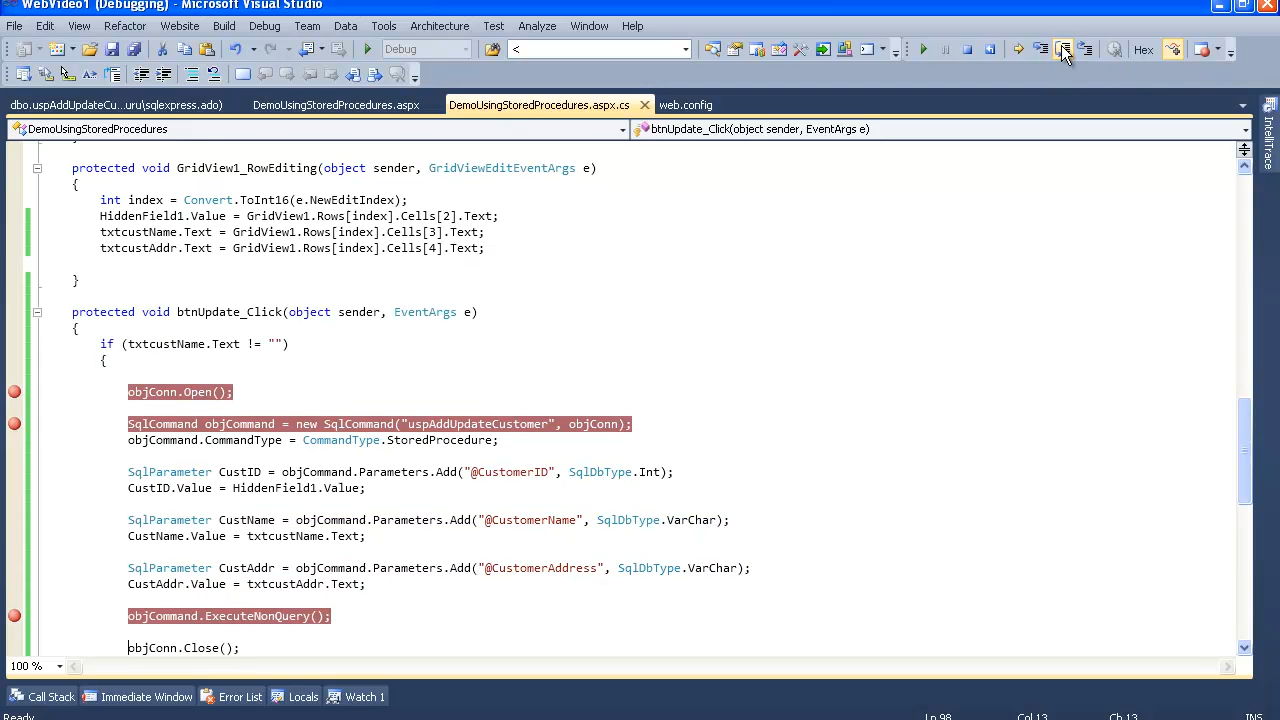 WebVideo1 (Debugging) - Microsoft Visual Studio
File Edit View Refactor Website Build Debug Team Data Tools Architecture Test Analyze Window Help
Debug < Hex
dbo.uspAddUpdateCu...uru\sqlexpress.ado) DemoUsingStoredProcedures.aspx DemoUsingStoredProcedures.aspx.cs web.config
DemoUsingStoredProcedures btnUpdate_Click(object sender, EventArgs e)
IntelliTrace
protected void GridView1_RowEditing(object sender, GridViewEditEventArgs e)
{
int index = Convert.ToInt16(e.NewEditIndex);
HiddenField1.Value = GridView1.Rows[index].Cells[2].Text;
txtcustName.Text = GridView1.Rows[index].Cells[3].Text;
txtcustAddr.Text = GridView1.Rows[index].Cells[4].Text;
}
protected void btnUpdate_Click(object sender, EventArgs e)
{
if (txtcustName.Text != "")
{
objConn.Open();
SqlCommand objCommand = new SqlCommand("uspAddUpdateCustomer", objConn);
objCommand.CommandType = CommandType.StoredProcedure;
SqlParameter CustID = objCommand.Parameters.Add("@CustomerID", SqlDbType.Int);
CustID.Value = HiddenField1.Value;
SqlParameter CustName = objCommand.Parameters.Add("@CustomerName", SqlDbType.VarChar);
CustName.Value = txtcustName.Text;
SqlParameter CustAddr = objCommand.Parameters.Add("@CustomerAddress", SqlDbType.VarChar);
CustAddr.Value = txtcustAddr.Text;
objCommand.ExecuteNonQuery();
objConn.Close();
100 %
Call Stack Immediate Window Error List Locals Watch 1
Ready Ln 98 Col 13 Ch 13 INS